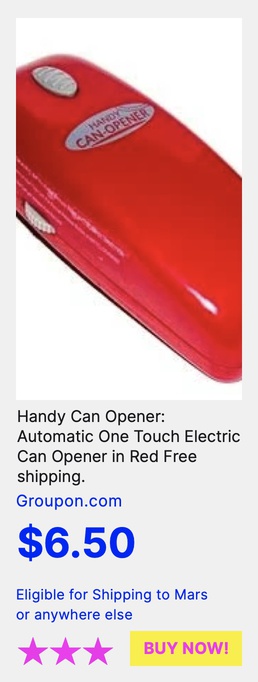 HANDY
CAN-OPENER
Handy Can Opener:
Automatic One Touch Electric
Can Opener in Red Free
shipping.
Groupon.com
$6.50
Eligible for Shipping to Mars
or anywhere else
BUY NOW!